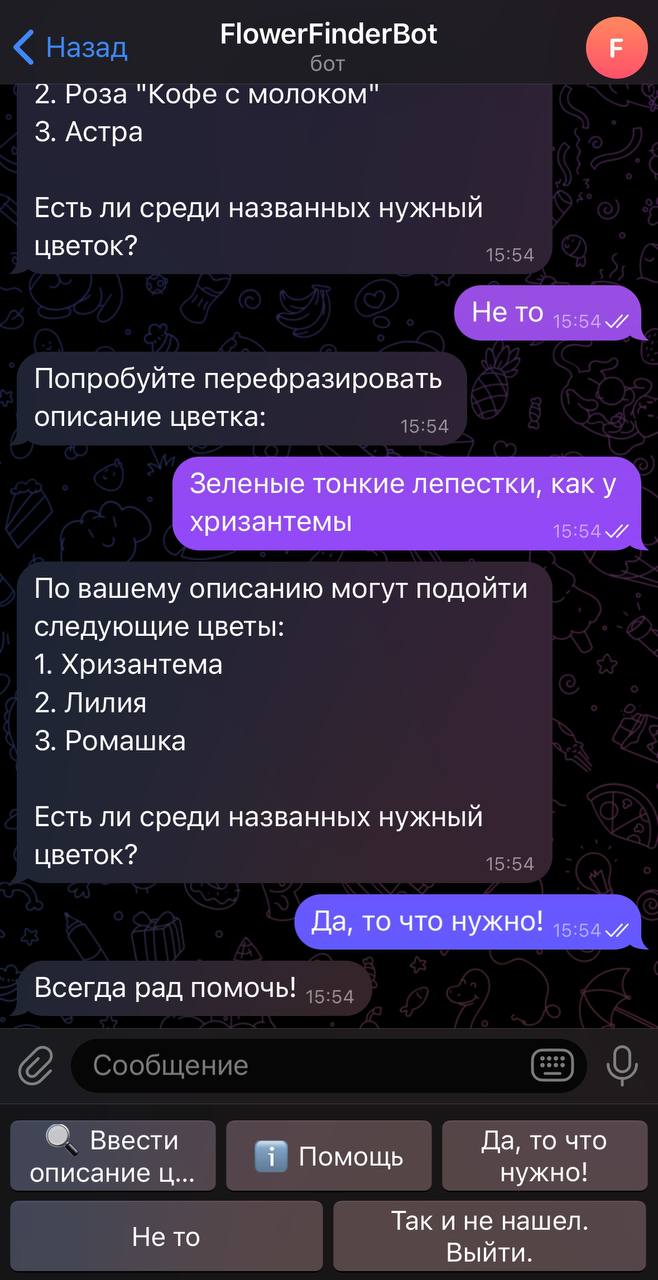 Назад
FlowerFinderBot
бот
F
2. Роза "Кофе с молоком"
3. Астра
Есть ли среди названных нужный
цветок?
15:54
Не то
15:54
Попробуйте перефразировать
описание цветка:
15:54
Зеленые тонкие лепестки, как у
хризантемы
15:54
По вашему описанию могут подойти
следующие цветы:
1. Хризантема
2. Лилия
3. Ромашка
Есть ли среди названных нужный
цветок?
15:54
Да, то что нужно!
15:54
Всегда рад помочь!
15:54
Сообщение
Ввести
описание ц...
i Помощь
Да, то что
нужно!
Не то
Так и не нашел.
Выйти.